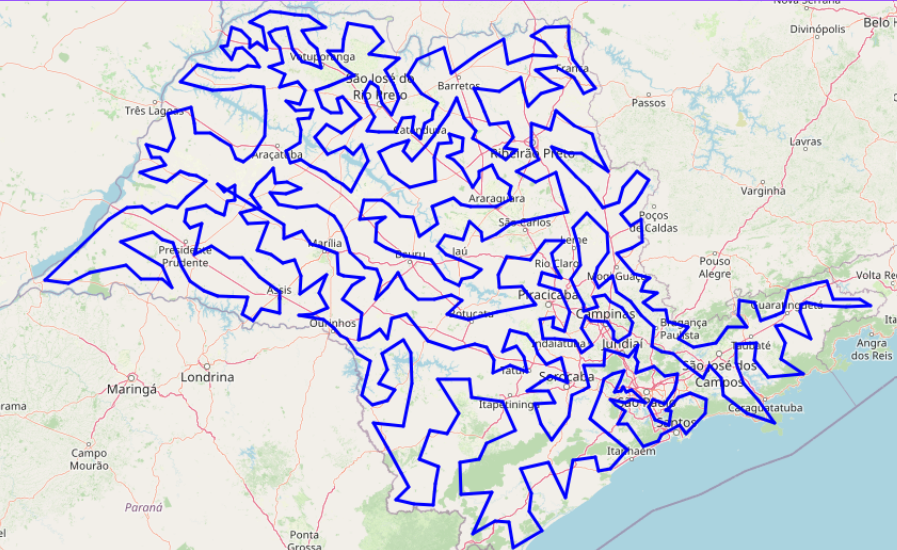 Nova Serrana
Divinópolis
Belo H
Votuporanga
São José do
Rio Preto
Barretos
Franca
Passos
Três Lagoas
Catanduva
Lavras
Araçatuba
Ribeirão Preto
Varginha
Araraquara
Poços
de Caldas
São Carlos
Marília
Leme
Presidente
Prudente
Bauru
Jaú
Rio Claro
Pouso
Alegre
Mogi Guaçu
Volta Re
Assis
Piracicaba
Guaratinguetá
Botucatu
Campinas
Ourinhos
Bragança
Paulista
Ita
Indaiatuba
Jundiaí
Taubaté
Angra
dos Reis
Londrina
Tatuí
Sorocaba
São José dos
Campos
Maringá
rama
Itapetininga
São Paulo
Caraguatatuba
Santos
Campo
Mourão
Itanhaém
Paraná
el
Ponta
Grossa